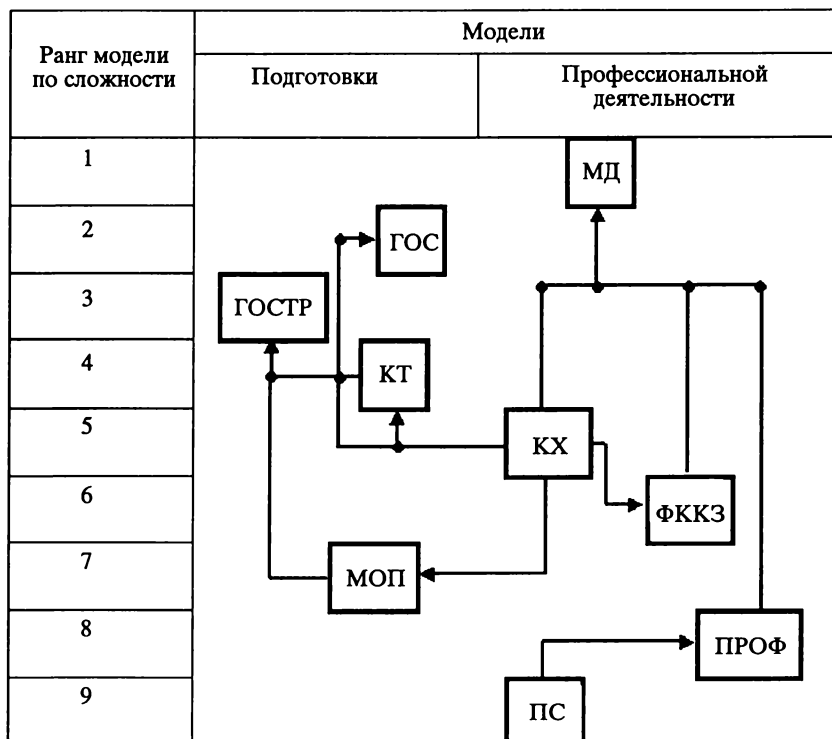 Ранг модели
по сложности
Модели
Подготовки
Профессиональной
деятельности
1
МД
2
ГОС
3
ГОСТР
4
КТ
5
КХ
6
ФККЗ
7
МОП
8
ПРОФ
9
ПС